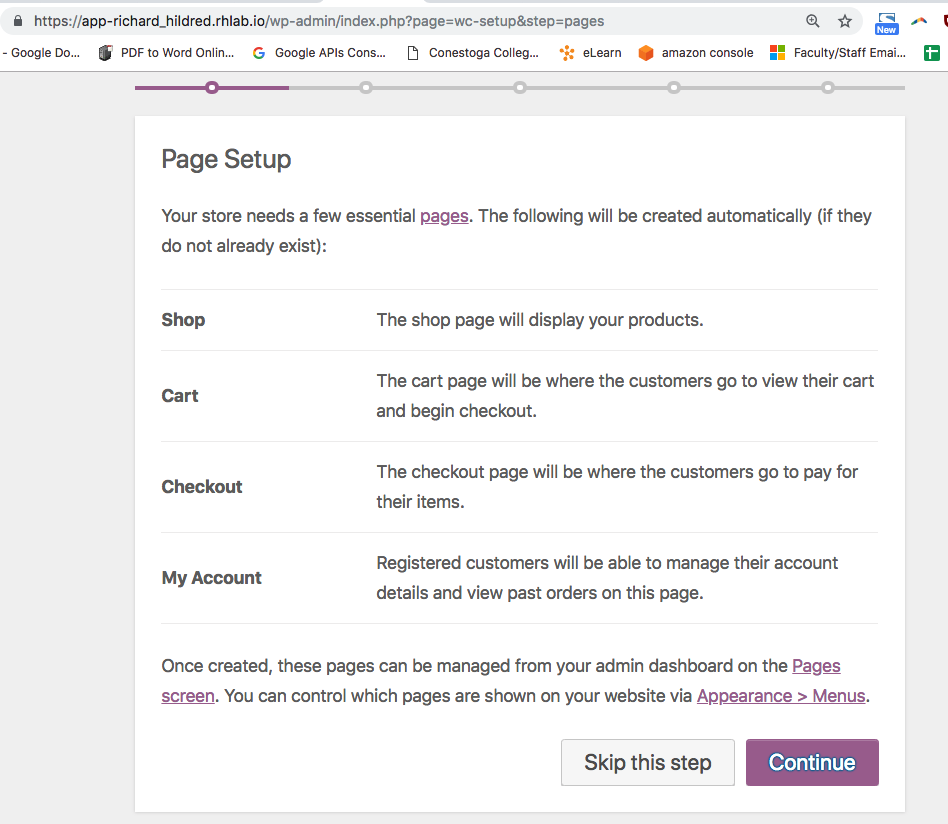 https://app-richard_hildred.rhlab.io/wp-admin/index.php?page=wc-setup&step=pages
New
- Google Do... PDF to Word Onlin... Google APIs Cons... Conestoga Colleg... eLearn amazon console Faculty/Staff Emai...
Page Setup
Your store needs a few essential pages. The following will be created automatically (if they
do not already exist):
Shop The shop page will display your products.
Cart The cart page will be where the customers go to view their cart
and begin checkout.
Checkout The checkout page will be where the customers go to pay for
their items.
My Account Registered customers will be able to manage their account
details and view past orders on this page.
Once created, these pages can be managed from your admin dashboard on the Pages
screen. You can control which pages are shown on your website via Appearance > Menus.
Skip this step Continue